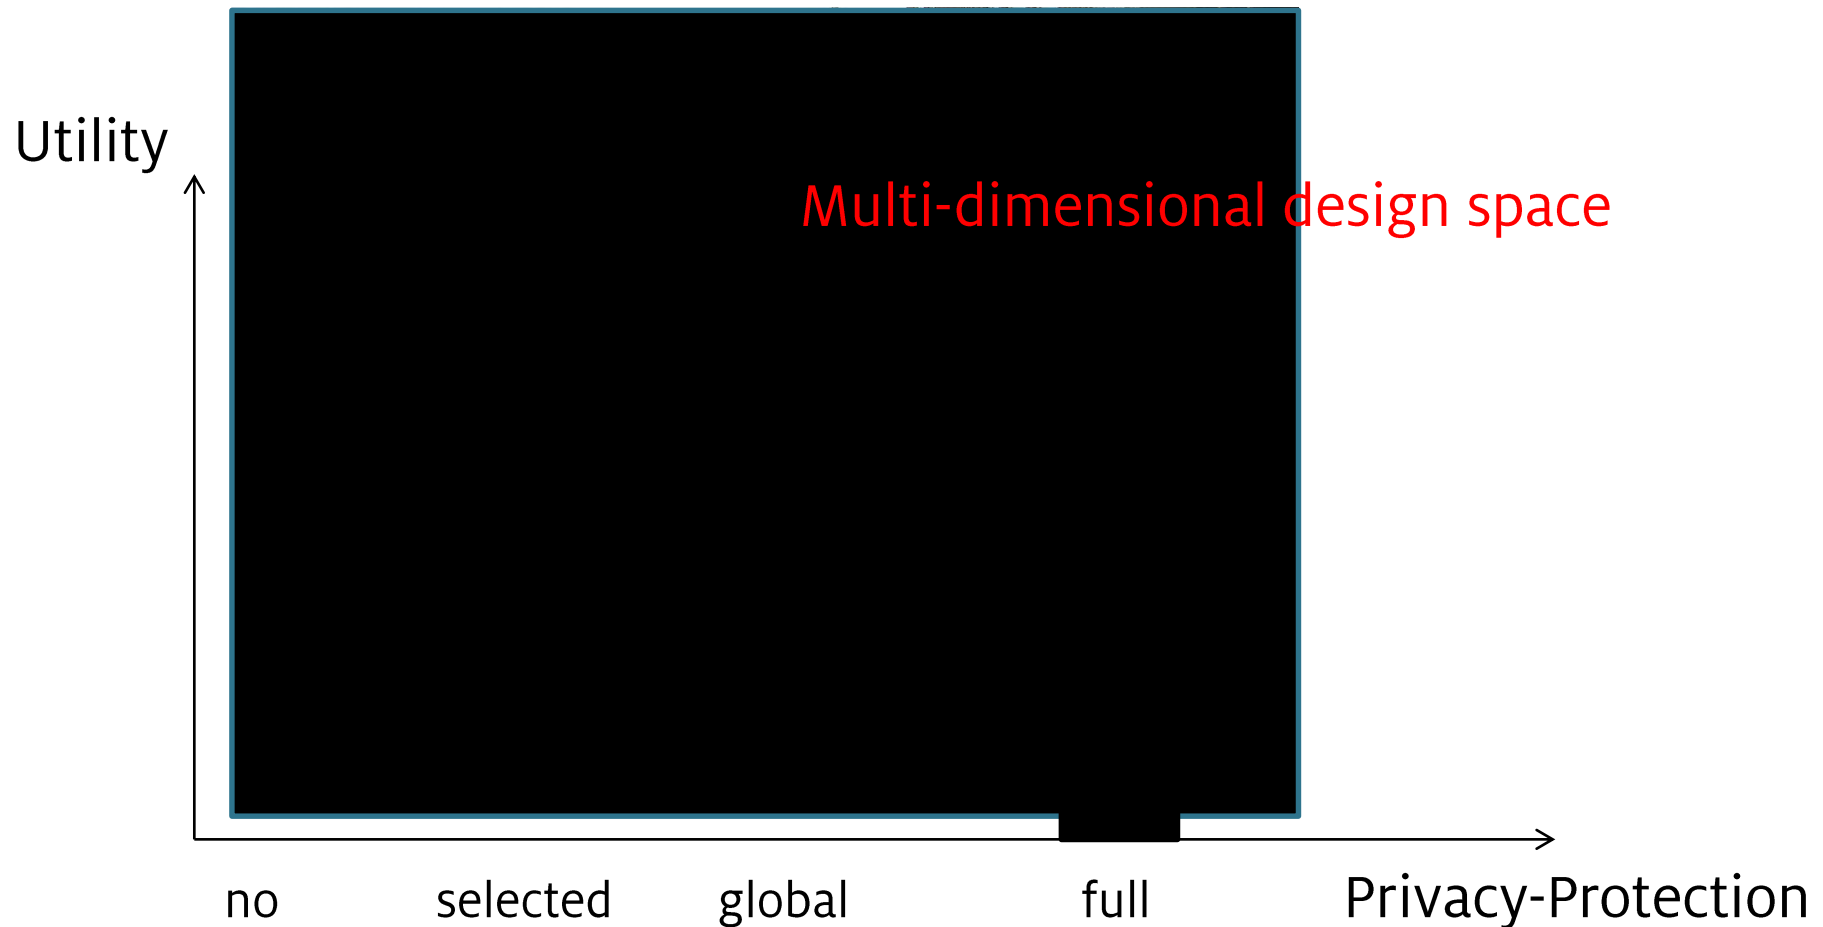 Utility
Multi-dimensional design space
no selected global full Privacy-Protection